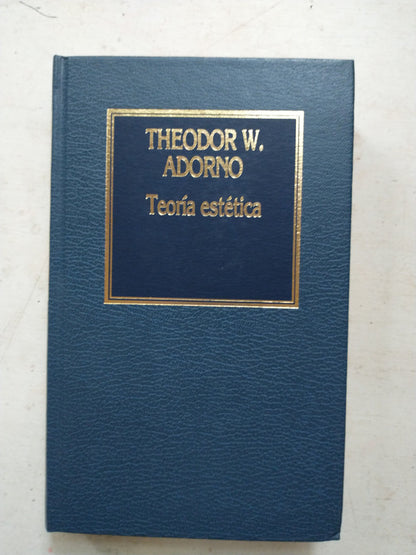 THEODOR W.
ADORNO
Teoría estética